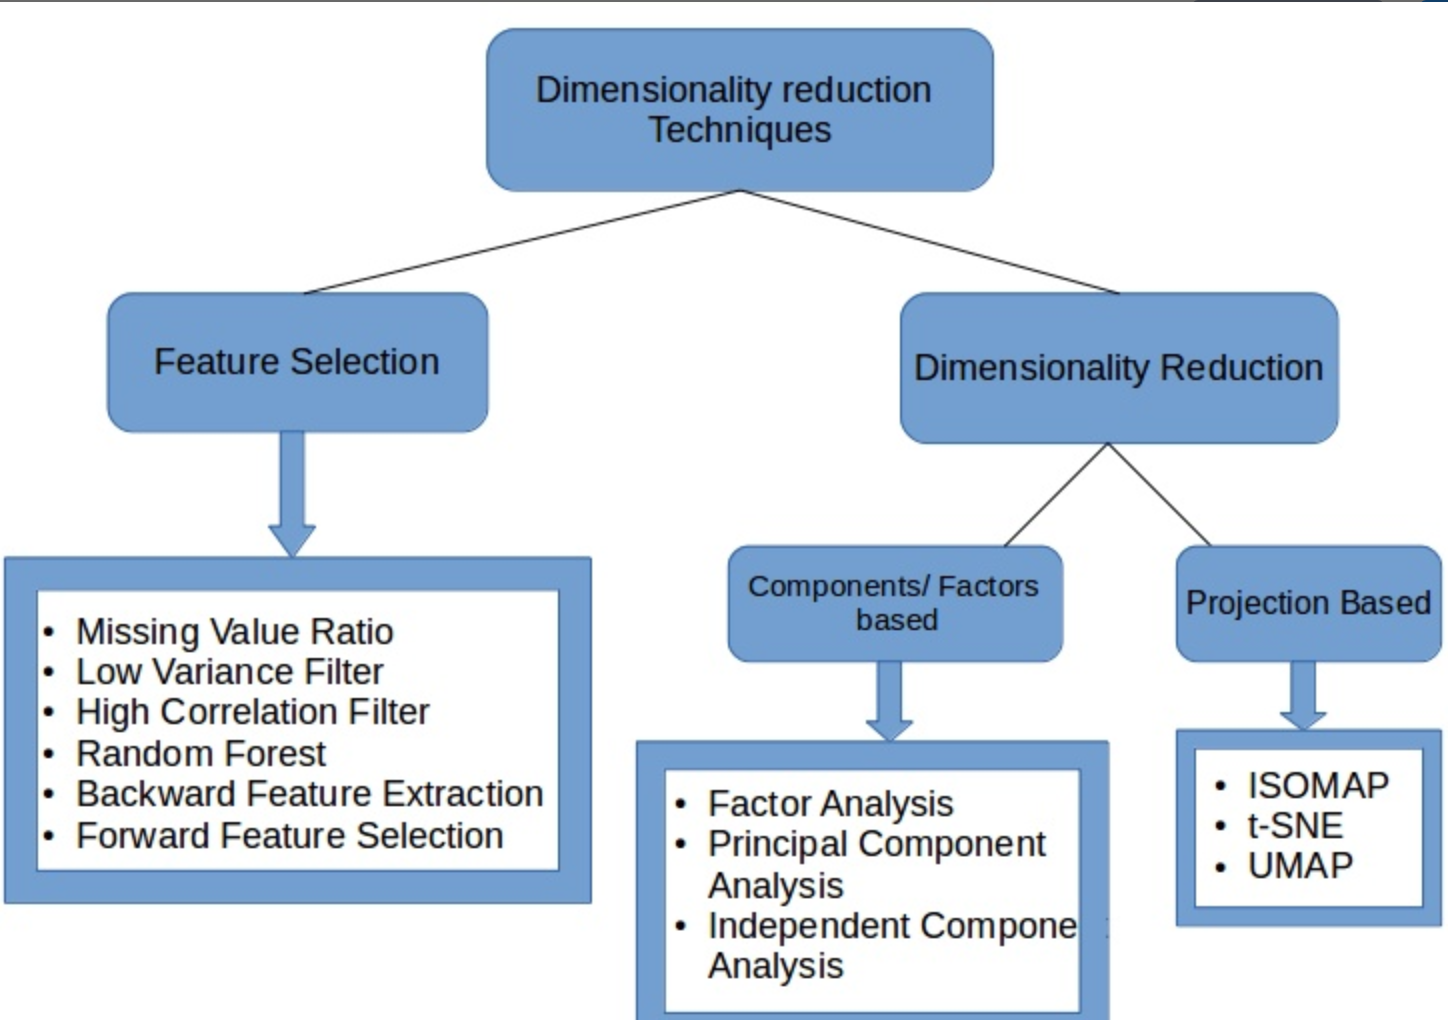 Dimensionality reduction
Techniques
Feature Selection
Dimensionality Reduction
• Missing Value Ratio
• Low Variance Filter
• High Correlation Filter
• Random Forest
• Backward Feature Extraction
• Forward Feature Selection
Components/ Factors
based
• Factor Analysis
• Principal Component
Analysis
• Independent Compone
Analysis
Projection Based
• ISOMAP
• t-SNE
• UMAP